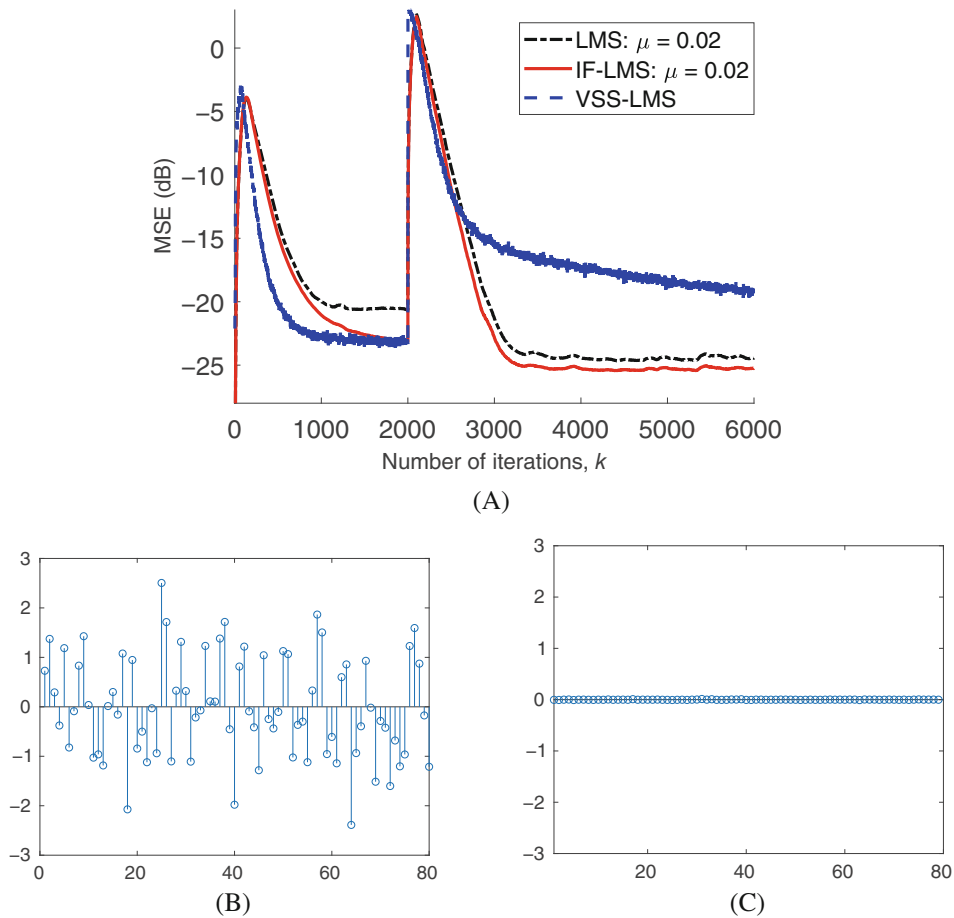 0
−5
−10
−15
−20
−25
MSE (dB)
LMS: μ = 0.02
IF-LMS: μ = 0.02
VSS-LMS
0 1000 2000 3000 4000 5000 6000
Number of iterations, k
(A)
3
2
1
0
−1
−2
−3
0 20 40 60 80
(B)
3
2
1
0
−1
−2
−3
20 40 60 80
(C)